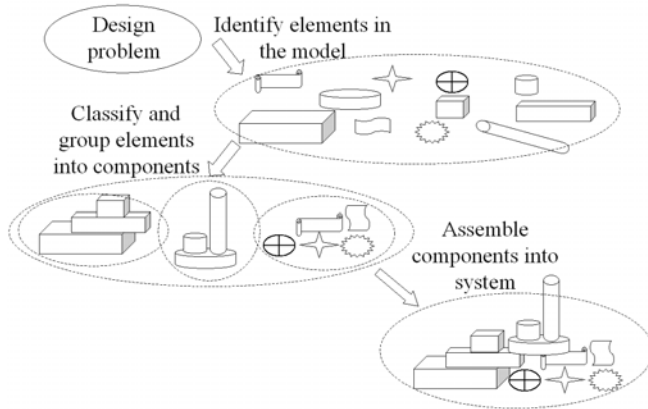 Design
problem
Identify elements in
the model
Classify and
group elements
into components
Assemble
components into
system